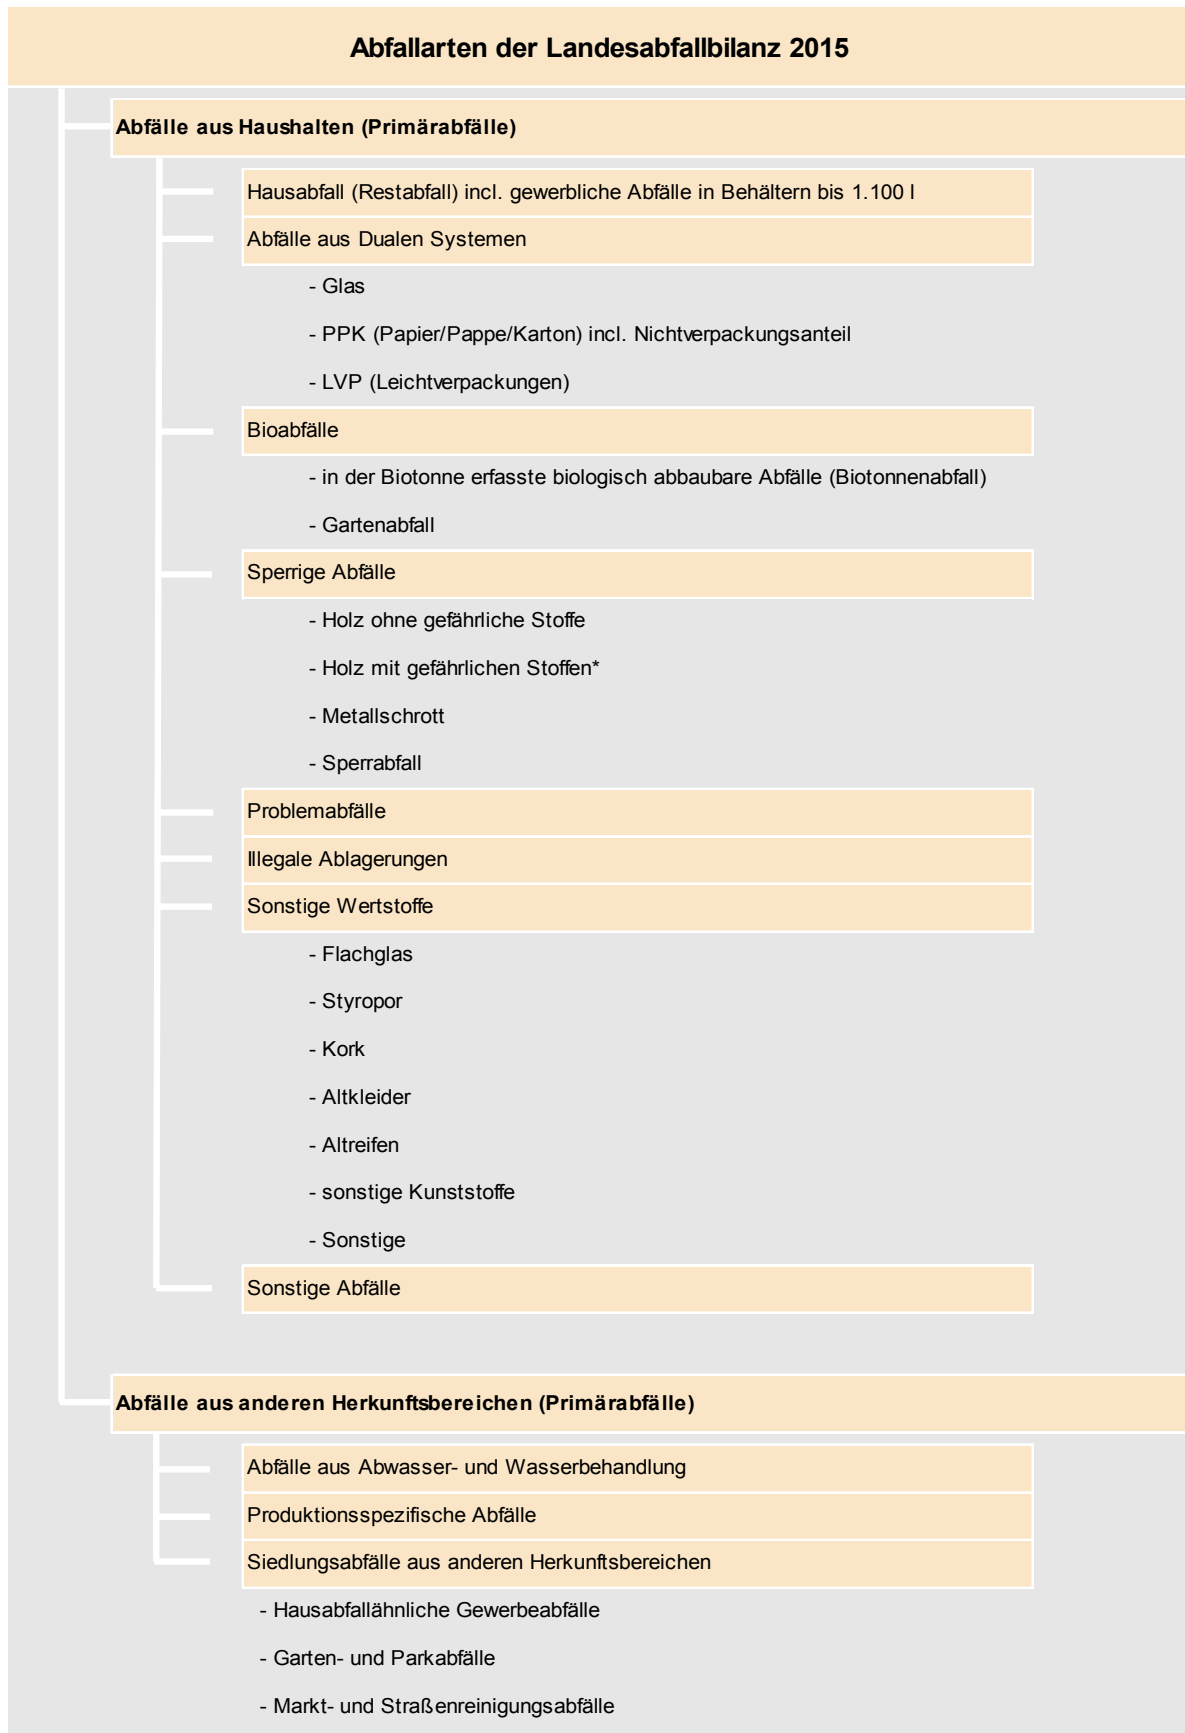 Abfallarten der Landesabfallbilanz 2015
Abfälle aus Haushalten (Primärabfälle)
Hausabfall (Restabfall) incl. gewerbliche Abfälle in Behältern bis 1.100 l
Abfälle aus Dualen Systemen
- Glas
- PPK (Papier/Pappe/Karton) incl. Nichtverpackungsanteil
- LVP (Leichtverpackungen)
Bioabfälle
- in der Biotonne erfasste biologisch abbaubare Abfälle (Biotonnenabfall)
- Gartenabfall
Sperrige Abfälle
- Holz ohne gefährliche Stoffe
- Holz mit gefährlichen Stoffen*
- Metallschrott
- Sperrabfall
Problemabfälle
Illegale Ablagerungen
Sonstige Wertstoffe
- Flachglas
- Styropor
- Kork
- Altkleider
- Altreifen
- sonstige Kunststoffe
- Sonstige
Sonstige Abfälle
Abfälle aus anderen Herkunftsbereichen (Primärabfälle)
Abfälle aus Abwasser- und Wasserbehandlung
Produktionsspezifische Abfälle
Siedlungsabfälle aus anderen Herkunftsbereichen
- Hausabfallähnliche Gewerbeabfälle
- Garten- und Parkabfälle
- Markt- und Straßenreinigungsabfälle